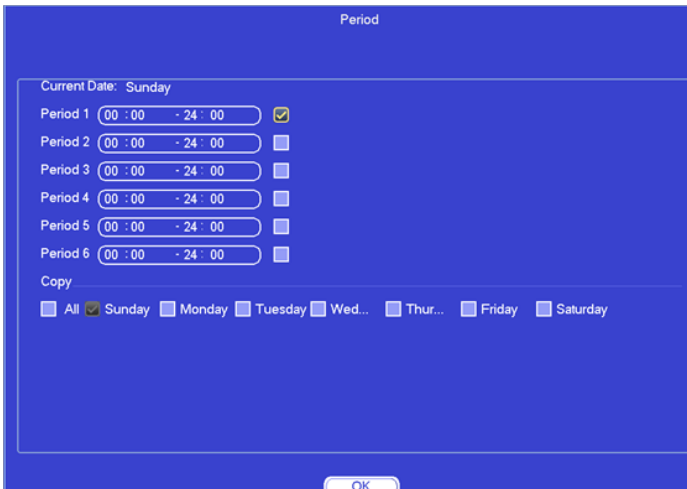 Period
Current Date: Sunday
Period 1 00 : 00 - 24 : 00
Period 2 00 : 00 - 24 : 00
Period 3 00 : 00 - 24 : 00
Period 4 00 : 00 - 24 : 00
Period 5 00 : 00 - 24 : 00
Period 6 00 : 00 - 24 : 00
Copy
All Sunday Monday Tuesday Wed... Thur... Friday Saturday
OK